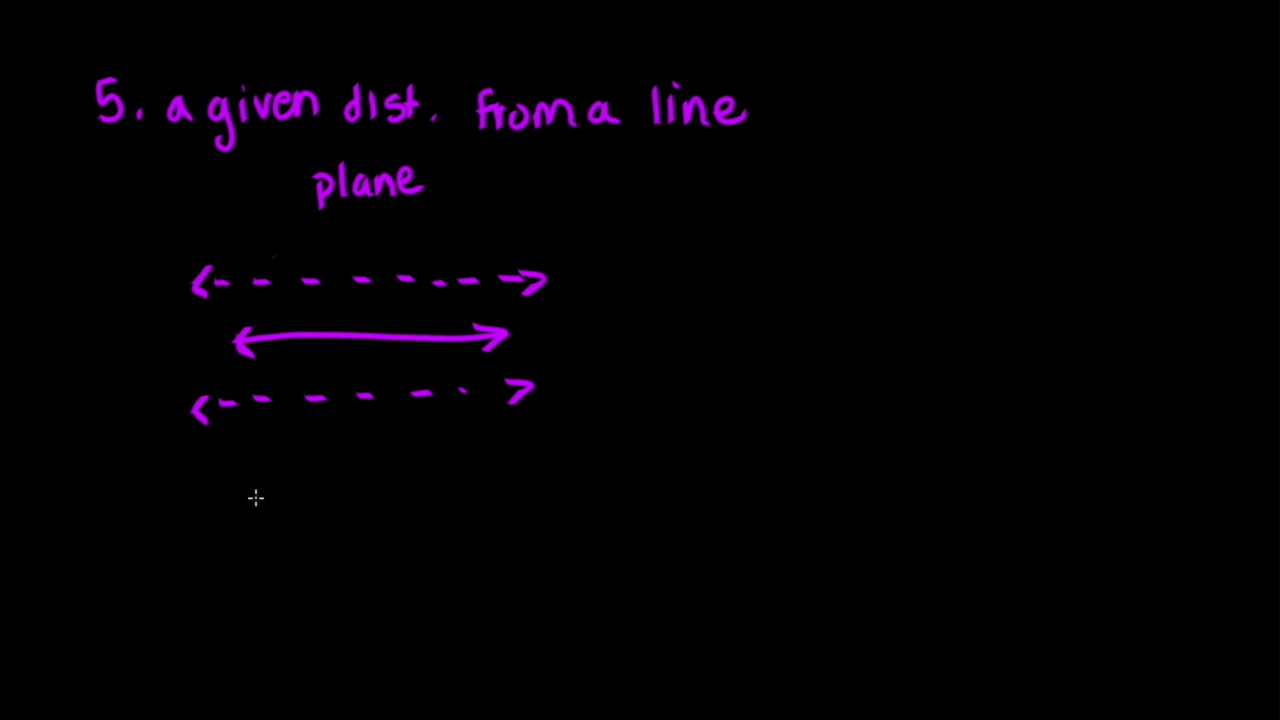 5. a given dist. from a line
plane